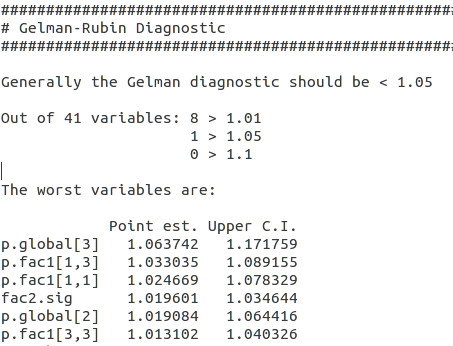 ##################################################
# Gelman-Rubin Diagnostic
##################################################
Generally the Gelman diagnostic should be < 1.05
Out of 41 variables: 8 > 1.01
1 > 1.05
0 > 1.1
The worst variables are:
Point est. Upper C.I.
p.global[3] 1.063742 1.171759
p.fac1[1,3] 1.033035 1.089155
p.fac1[1,1] 1.024669 1.078329
fac2.sig 1.019601 1.034644
p.global[2] 1.019084 1.064416
p.fac1[3,3] 1.013102 1.040326